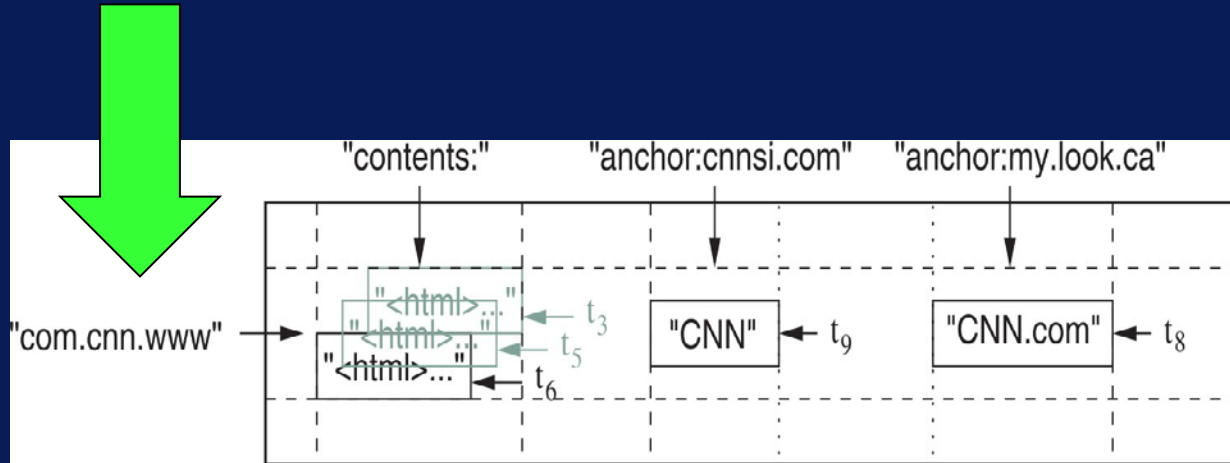 "contents:" "anchor:cnnsi.com" "anchor:my.look.ca"
"<html>..." t3
"com.cnn.www" "<html>..." t5 "CNN" t9 "CNN.com" t8
"<html>..." t6